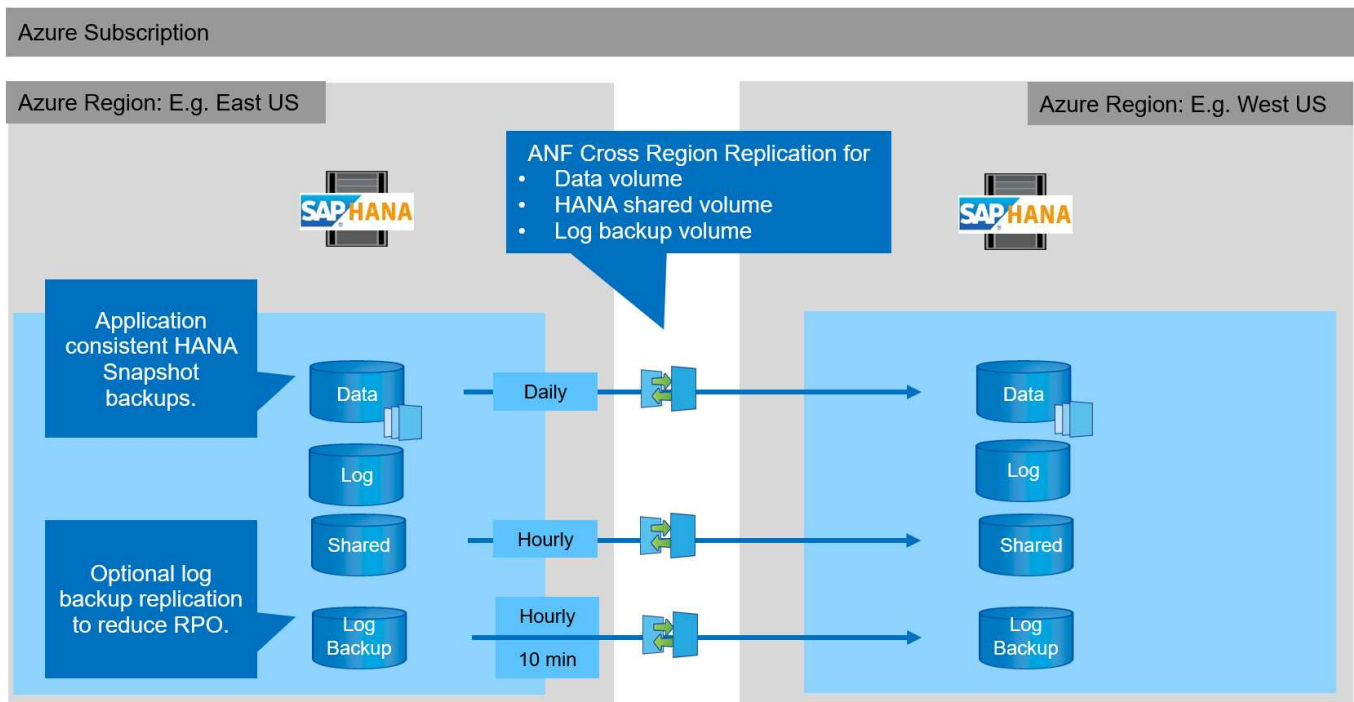 Azure Subscription
Azure Region: E.g. East US
Azure Region: E.g. West US
ANF Cross Region Replication for
• Data volume
• HANA shared volume
• Log backup volume
SAP HANA
®
SAP HANA
®
Application
consistent HANA
Snapshot
backups.
Data
Daily
Data
Log
Log
Shared
Hourly
Shared
Optional log
backup replication
to reduce RPO.
Log
Backup
Hourly
10 min
Log
Backup